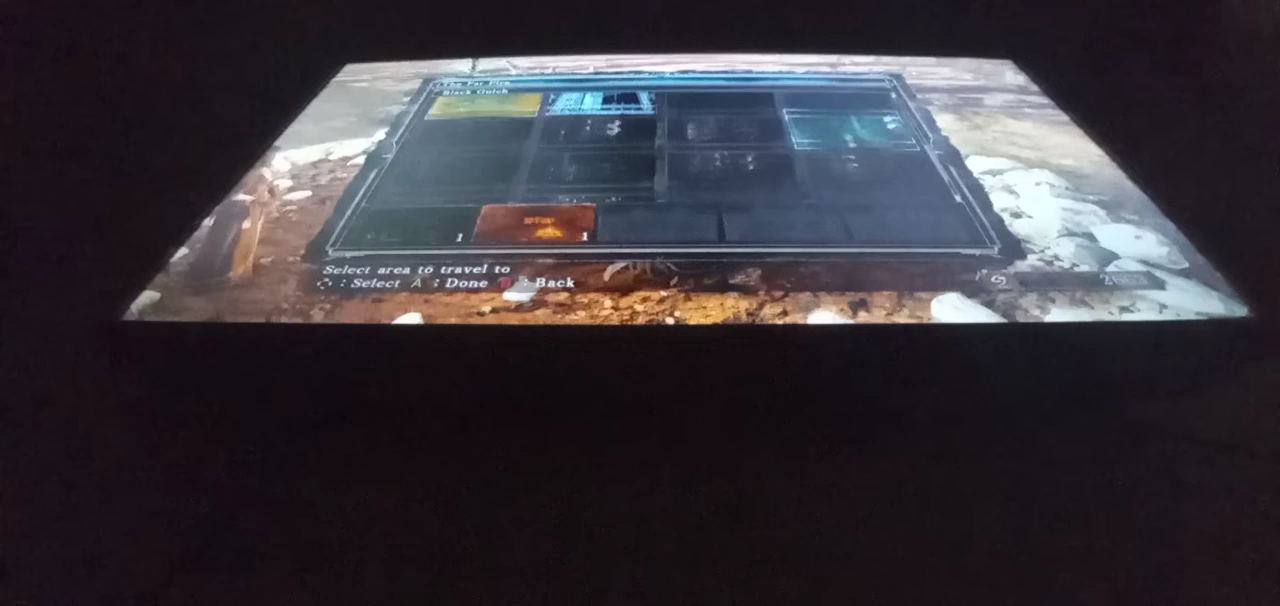 The Far Fire
Black Gulch
1
1
Select area to travel to
: Select A : Done B : Back